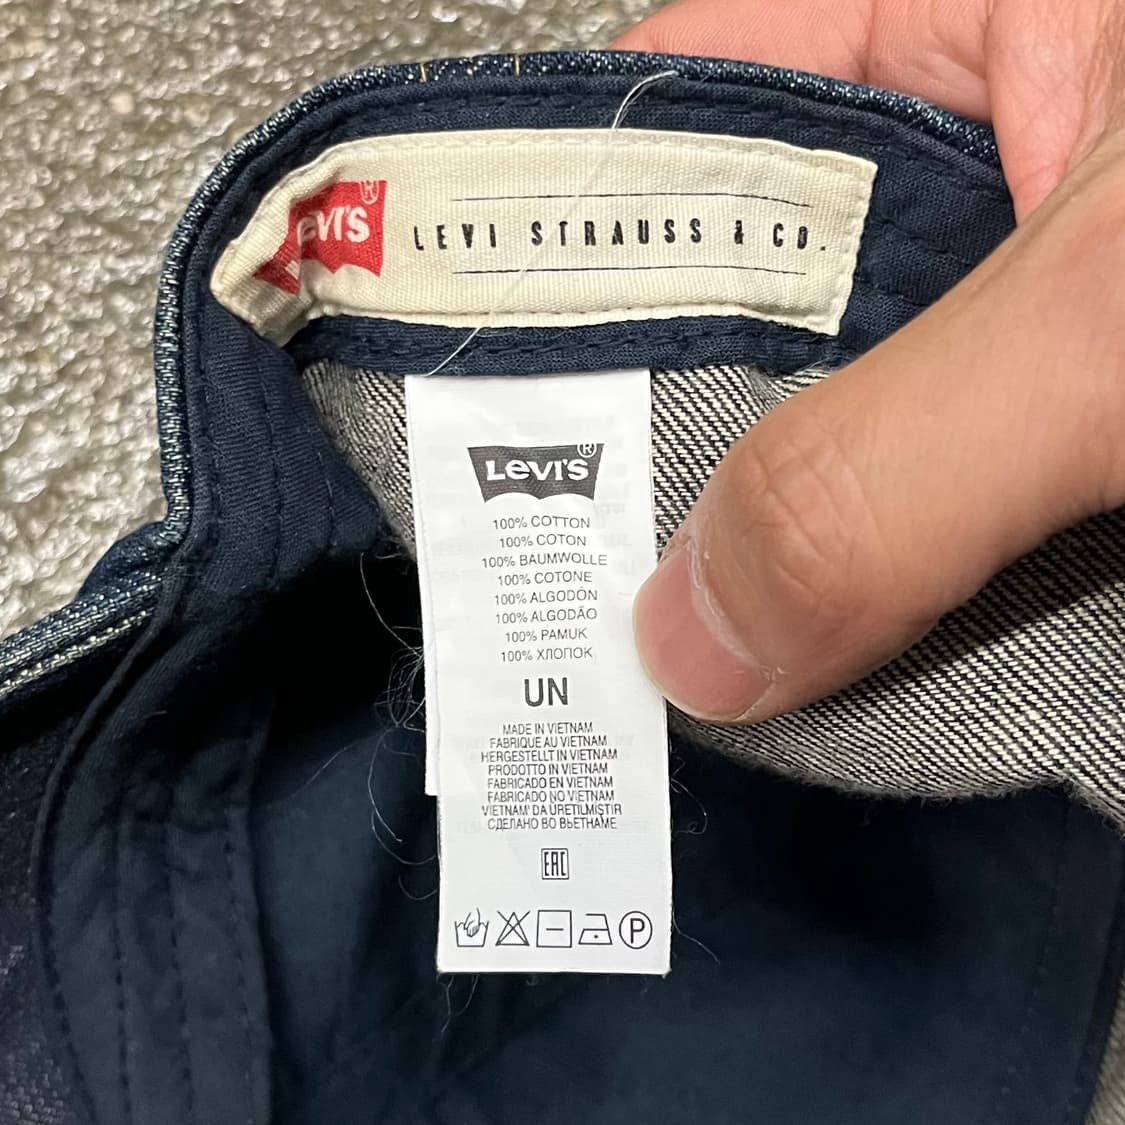 LEVI'S®
LEVI STRAUSS & CO.
LEVI'S®
100% COTTON
100% COTON
100% BAUMWOLLE
100% COTONE
100% ALGODÓN
100% ALGODÃO
100% PAMUK
100% ХЛОПОК
UN
MADE IN VIETNAM
FABRIQUE AU VIETNAM
HERGESTELLT IN VIETNAM
PRODOTTO IN VIETNAM
FABRICADO EN VIETNAM
FABRICADO NO VIETNAM
VIETNAM' DA ÜRETILMIŞTIR
СДЕЛАНО ВО ВЬЕТНАМЕ
EAC
P